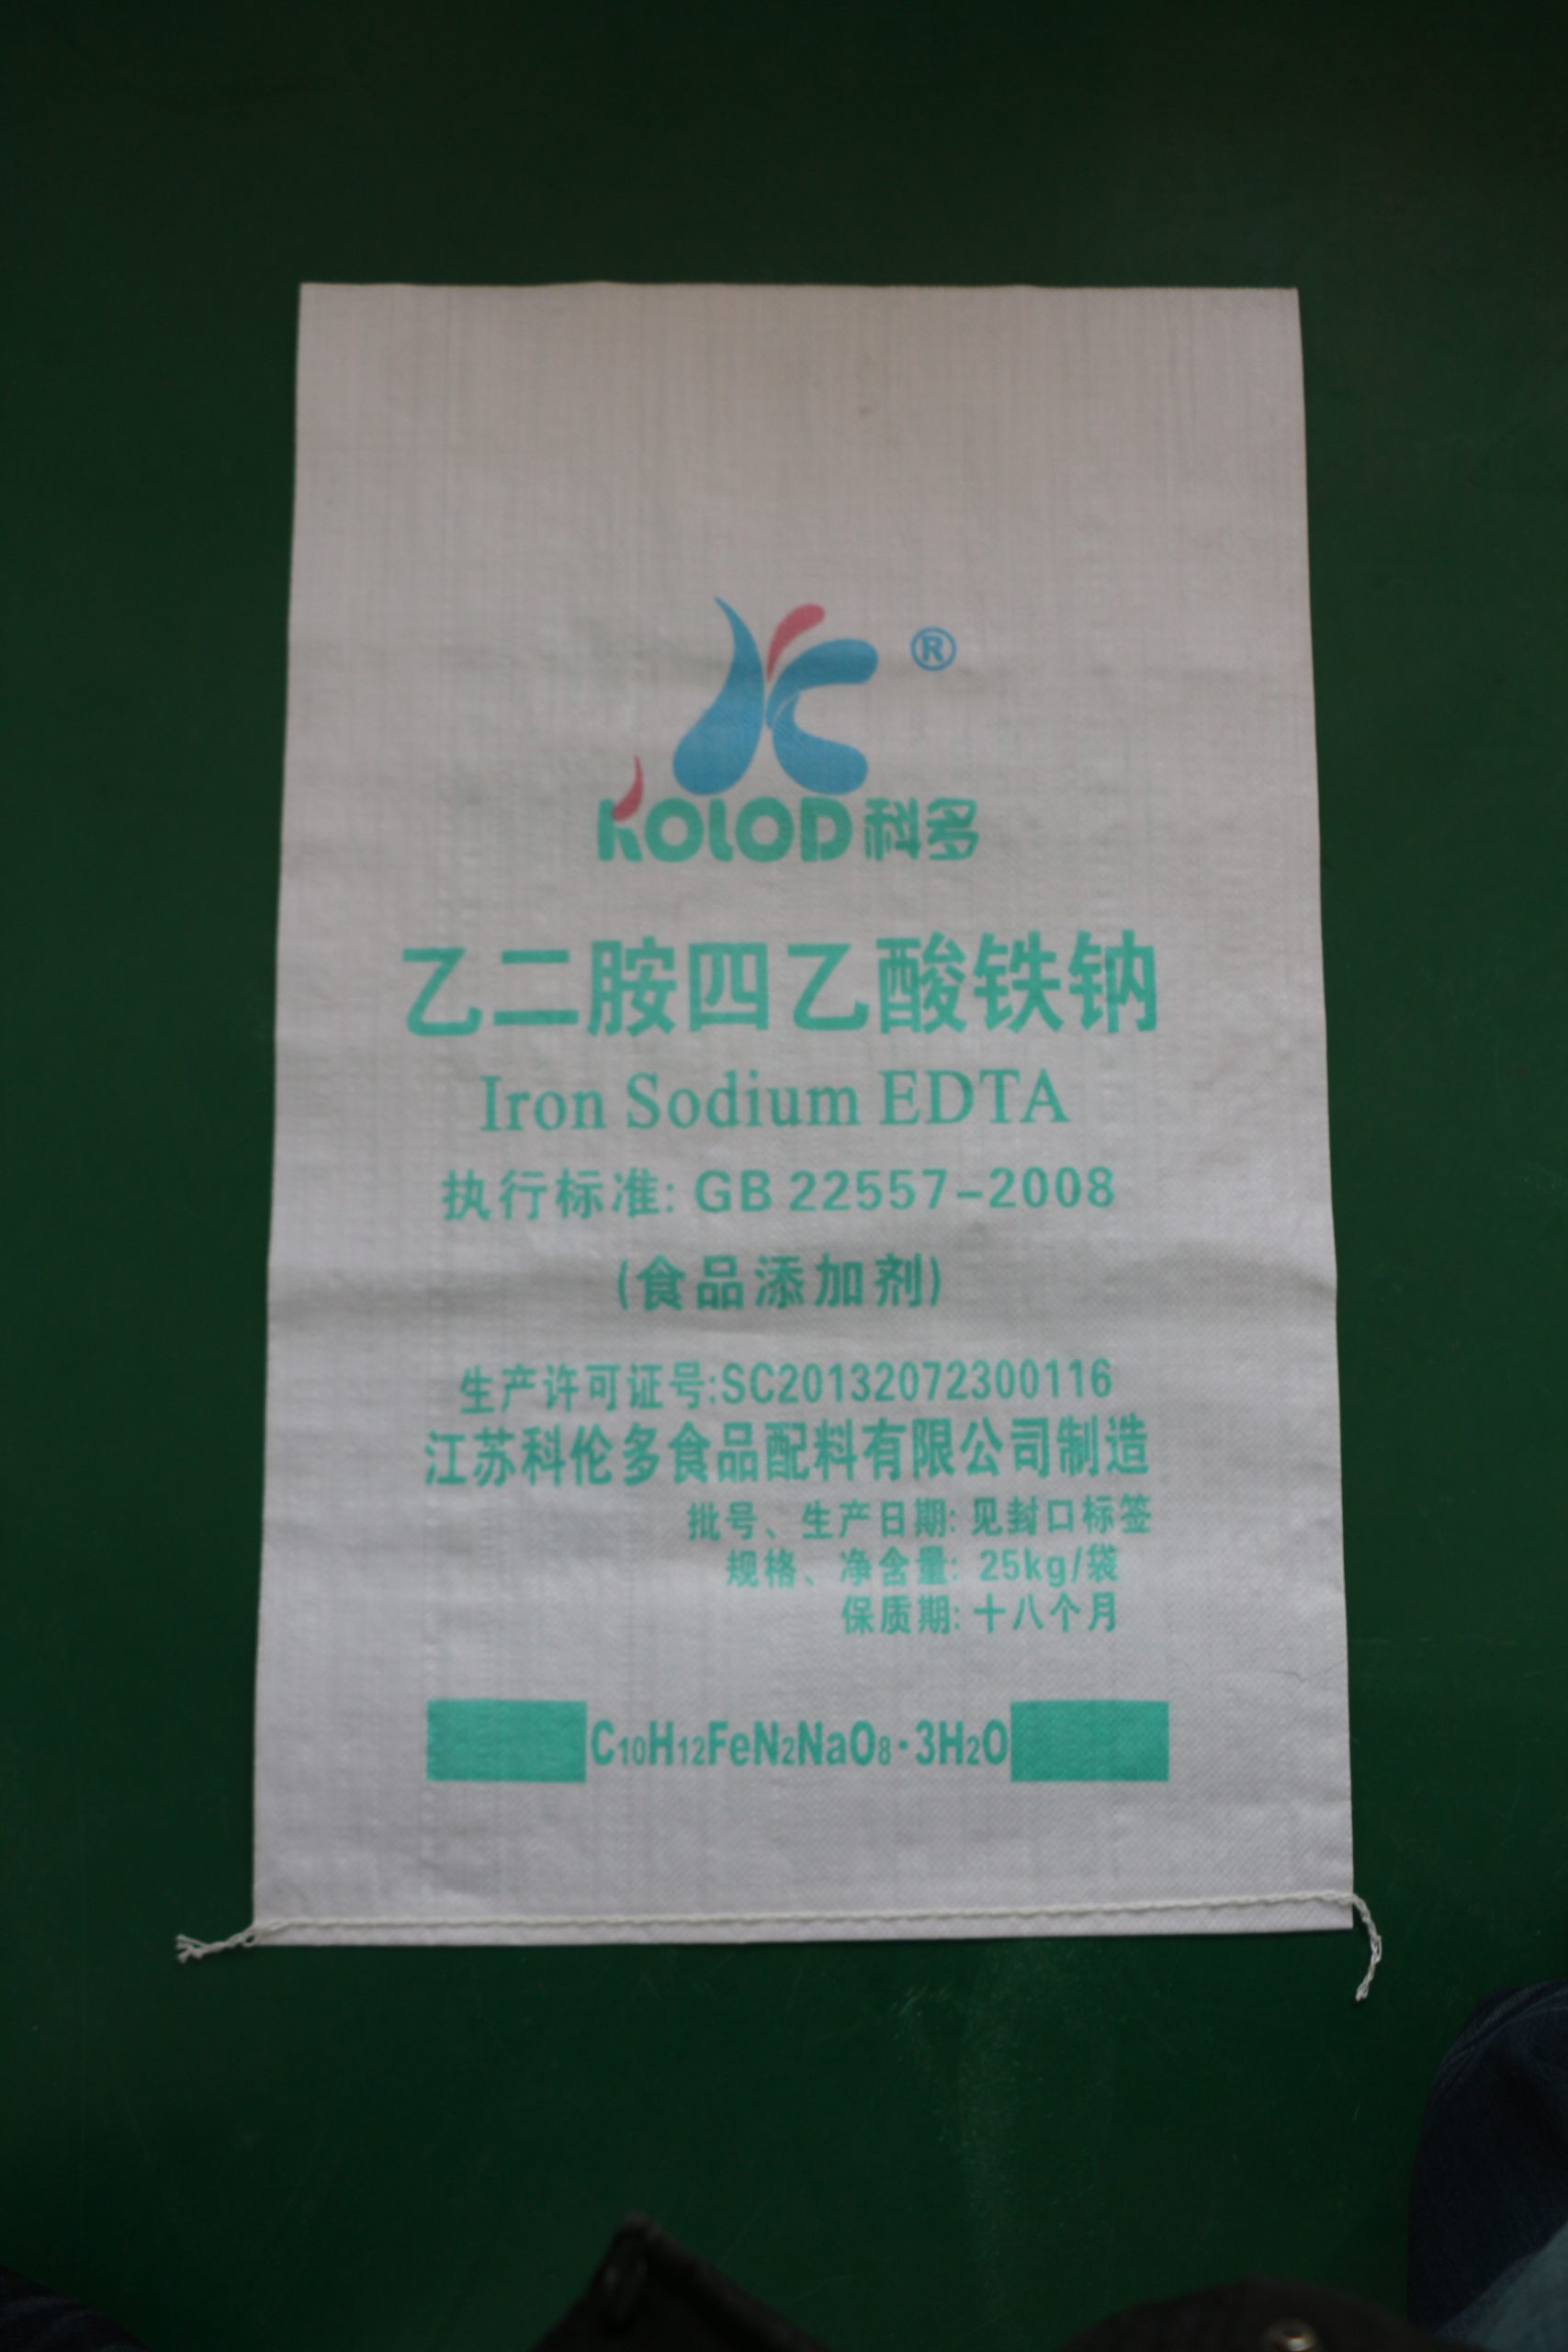 ®
KOLOD科多
乙二胺四乙酸铁钠
Iron Sodium EDTA
执行标准: GB 22557-2008
(食品添加剂)
生产许可证号:SC20132072300116
江苏科伦多食品配料有限公司制造
批号、生产日期: 见封口标签
规格、净含量: 25kg/袋
保质期: 十八个月
C₁₀H₁₂FeN₂NaO₈·3H₂O